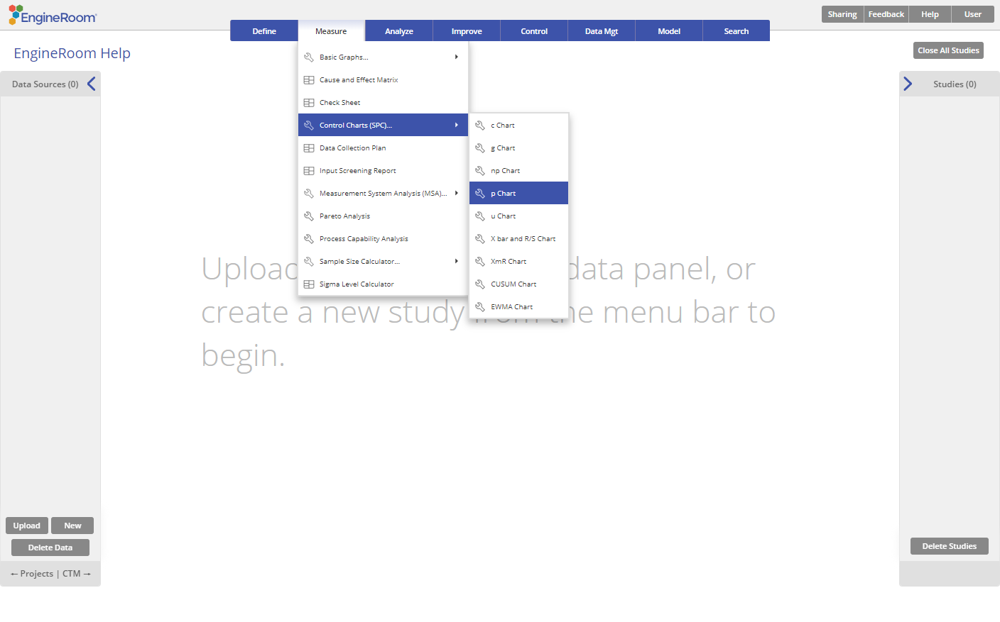 EngineRoom
Sharing
Feedback
Help
User
Define
Measure
Analyze
Improve
Control
Data Mgt
Model
Search
EngineRoom Help
Close All Studies
Data Sources (0)
Studies (0)
Basic Graphs...
Cause and Effect Matrix
Check Sheet
Control Charts (SPC)...
Data Collection Plan
Input Screening Report
Measurement System Analysis (MSA)...
Pareto Analysis
Process Capability Analysis
Sample Size Calculator...
Sigma Level Calculator
c Chart
g Chart
np Chart
p Chart
u Chart
X bar and R/S Chart
XmR Chart
CUSUM Chart
EWMA Chart
Upload data panel, or
create a new study from the menu bar to
begin.
Upload
New
Delete Data
← Projects | CTM →
Delete Studies